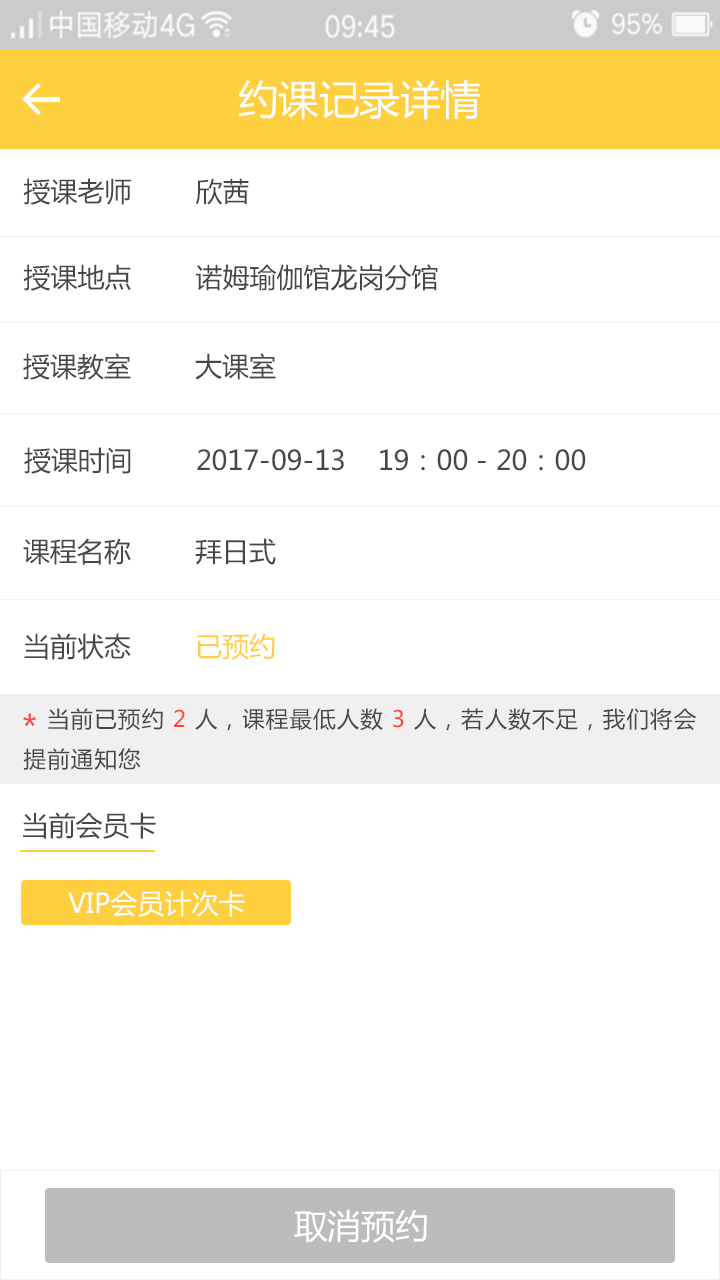 中国移动4G 09:45 95%
约课记录详情
授课老师 欣茜
授课地点 诺姆瑜伽馆龙岗分馆
授课教室 大课室
授课时间 2017-09-13 19：00 - 20：00
课程名称 拜日式
当前状态 已预约
* 当前已预约 2 人，课程最低人数 3 人，若人数不足，我们将会
提前通知您
当前会员卡
VIP会员计次卡
取消预约